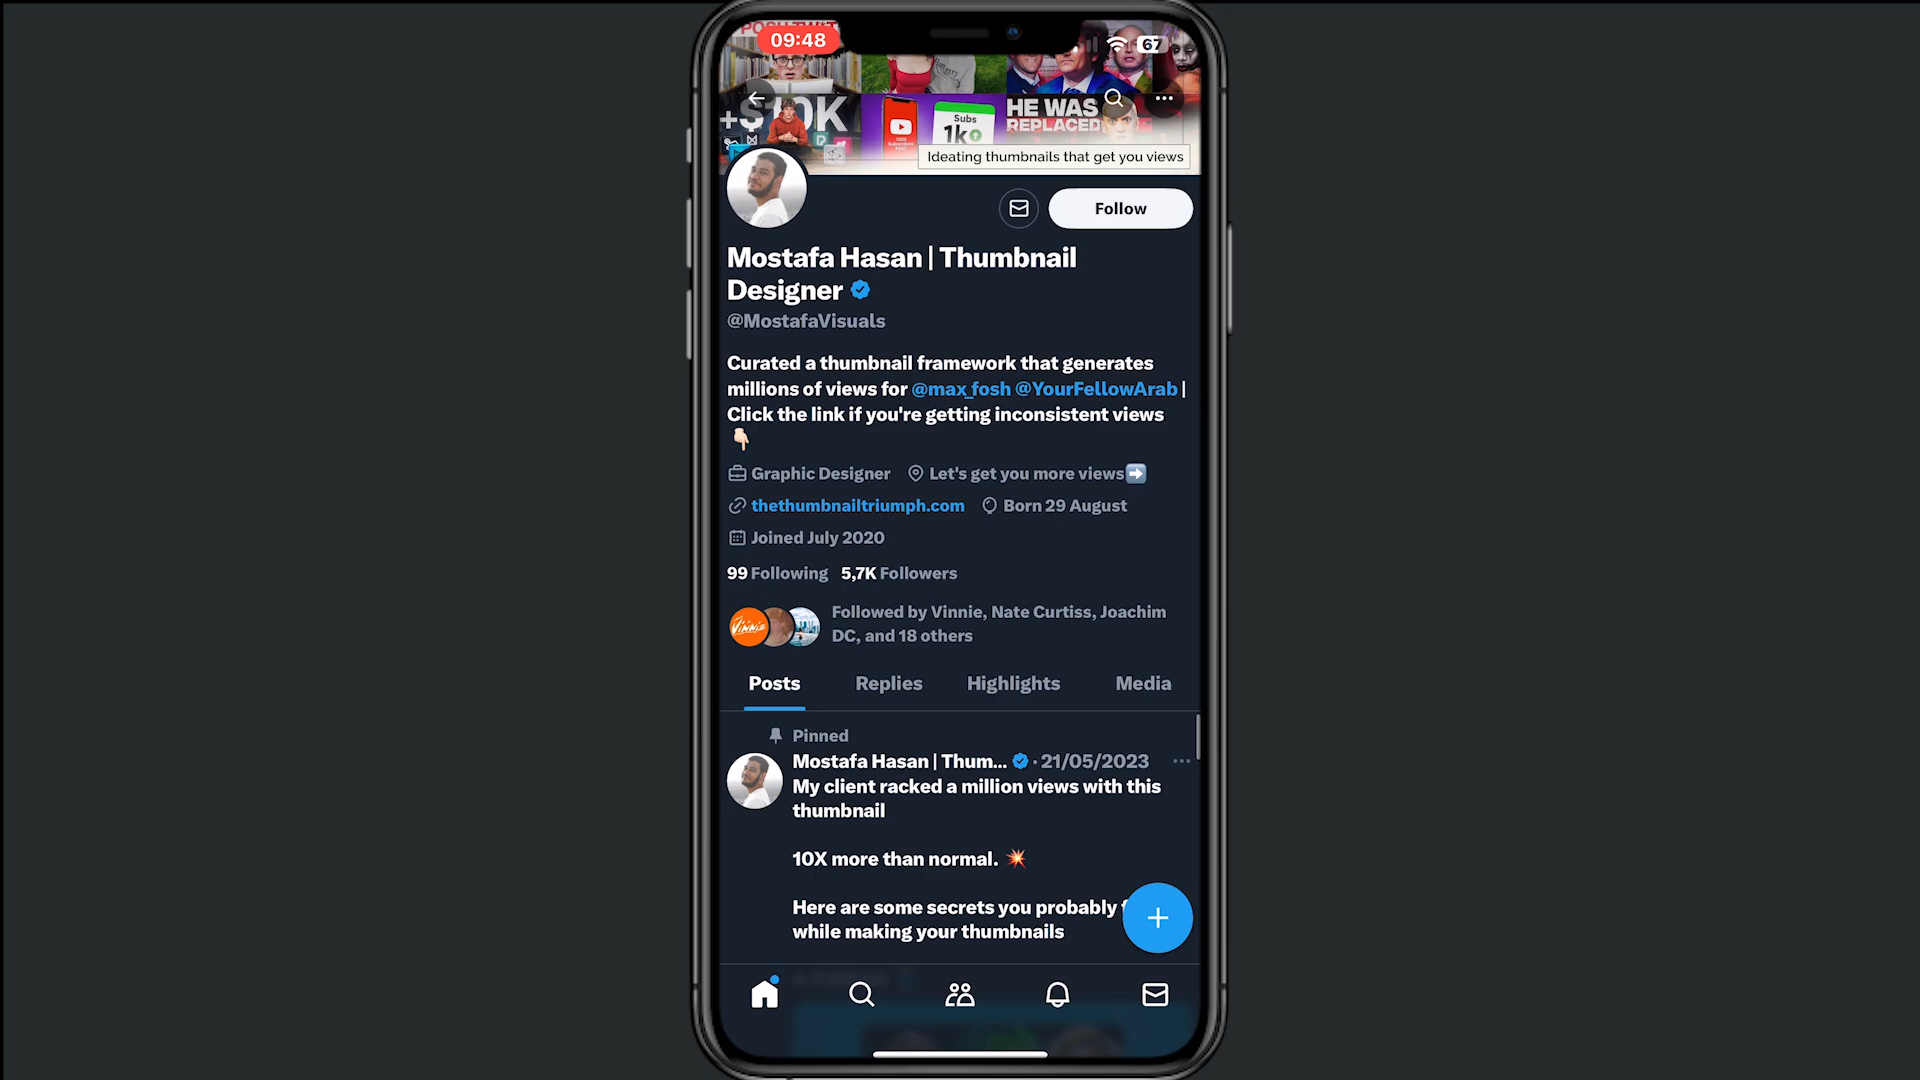 09:48
67
+$10K
Subs
1k
HE WAS
REPLACED
Ideating thumbnails that get you views
Follow
Mostafa Hasan | Thumbnail
Designer
@MostafaVisuals
Curated a thumbnail framework that generates
millions of views for @max_fosh @YourFellowArab |
Click the link if you're getting inconsistent views
👇🏻
Graphic Designer Let's get you more views➡️
thethumbnailtriumph.com Born 29 August
Joined July 2020
99 Following 5,7K Followers
Vinnie
Followed by Vinnie, Nate Curtiss, Joachim
DC, and 18 others
Posts Replies Highlights Media
Pinned
Mostafa Hasan | Thum... · 21/05/2023
My client racked a million views with this
thumbnail
10X more than normal. 💥
Here are some secrets you probably
while making your thumbnails